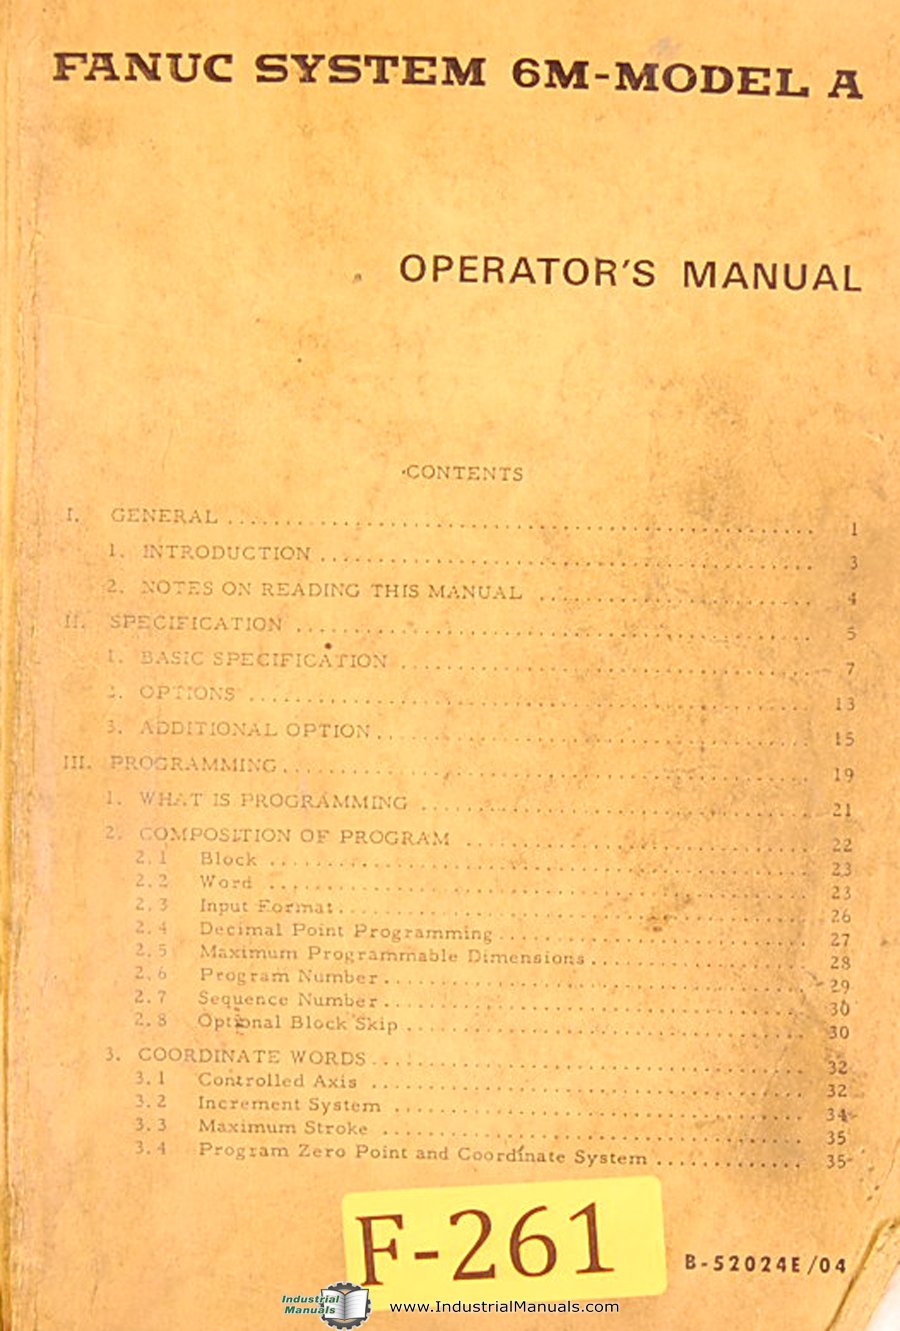 FANUC SYSTEM 6M-MODEL A
OPERATOR'S MANUAL
CONTENTS
I. GENERAL 1
1. INTRODUCTION 3
2. NOTES ON READING THIS MANUAL 4
II. SPECIFICATION 5
1. BASIC SPECIFICATION 7
2. OPTIONS 13
3. ADDITIONAL OPTION 15
III. PROGRAMMING 19
1. WHAT IS PROGRAMMING 21
2. COMPOSITION OF PROGRAM 22
2.1 Block 23
2.2 Word 23
2.3 Input Format 26
2.4 Decimal Point Programming 27
2.5 Maximum Programmable Dimensions 28
2.6 Program Number 29
2.7 Sequence Number 30
2.8 Optional Block Skip 30
3. COORDINATE WORDS 32
3.1 Controlled Axis 32
3.2 Increment System 34
3.3 Maximum Stroke 35
3.4 Program Zero Point and Coordinate System 35
F-261
B-52024E/04
Industrial
Manuals
www.IndustrialManuals.com